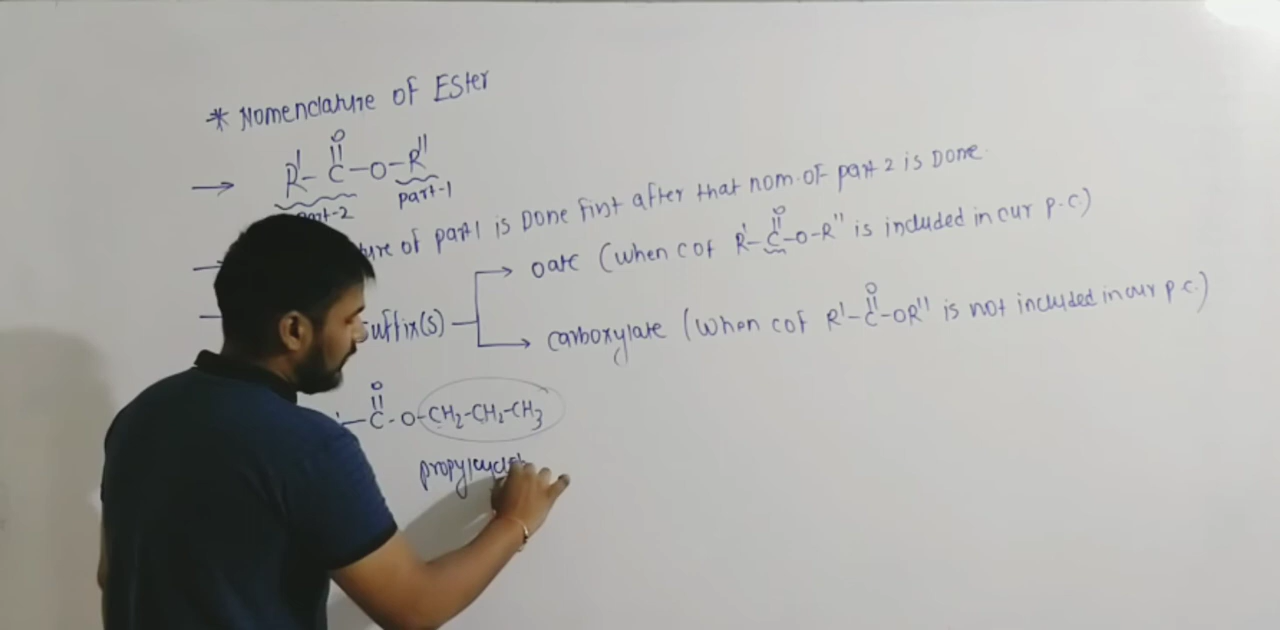 * Nomenclature of Ester
→ R'-C(=O)-O-R''
part-2 part-1
→ ure of part 1 is Done first after that nom. of part 2 is Done
suffix(s) → oate (when c of R'-C(=O)-O-R'' is included in our p.c.)
→ carboxylate (when c of R'-C(=O)-OR'' is not included in our p.c.)
-C(=O)-O-CH2-CH2-CH3
propylcycl